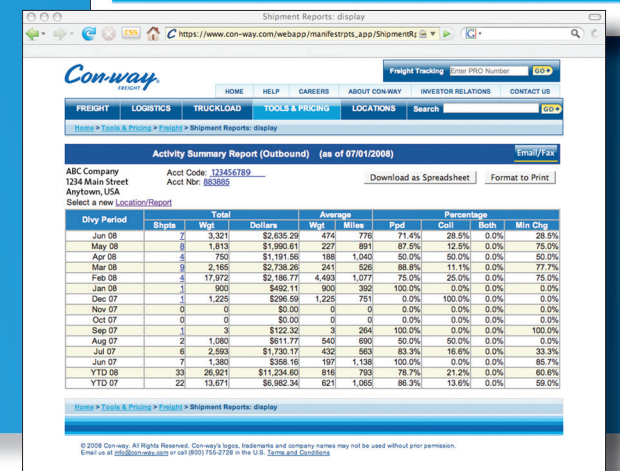 Shipment Reports: display
CSS
https://www.con-way.com/webapp/manifestrpts_app/ShipmentR
G
Con-way
FREIGHT
Freight Tracking Enter PRO Number GO
HOME HELP CAREERS ABOUT CON-WAY INVESTOR RELATIONS CONTACT US
FREIGHT LOGISTICS TRUCKLOAD TOOLS & PRICING LOCATIONS Search GO
Home > Tools & Pricing > Freight > Shipment Reports: display
Activity Summary Report (Outbound) (as of 07/01/2008) Email/Fax
ABC Company Acct Code: 123456789
1234 Main Street Acct Nbr: 883885 Download as Spreadsheet Format to Print
Anytown, USA
Select a new Location/Report
Dlvy Period Total Average Percentage
Shpts Wgt Dollars Wgt Miles Ppd Coll Both Min Chg
Jun 08 7 3,321 $2,635.29 474 776 71.4% 28.5% 0.0% 28.5%
May 08 8 1,813 $1,990.61 227 891 87.5% 12.5% 0.0% 75.0%
Apr 08 4 750 $1,191.56 188 1,040 50.0% 50.0% 0.0% 50.0%
Mar 08 9 2,165 $2,738.26 241 526 88.8% 11.1% 0.0% 77.7%
Feb 08 4 17,972 $2,186.77 4,493 1,077 75.0% 25.0% 0.0% 75.0%
Jan 08 1 900 $492.11 900 392 100.0% 0.0% 0.0% 0.0%
Dec 07 1 1,225 $296.59 1,225 751 0.0% 100.0% 0.0% 0.0%
Nov 07 0 0 $0.00 0 0 0.0% 0.0% 0.0% 0.0%
Oct 07 0 0 $0.00 0 0 0.0% 0.0% 0.0% 0.0%
Sep 07 1 3 $122.32 3 264 100.0% 0.0% 0.0% 100.0%
Aug 07 2 1,080 $611.77 540 690 50.0% 50.0% 0.0% 0.0%
Jul 07 6 2,593 $1,730.17 432 563 83.3% 16.6% 0.0% 33.3%
Jun 07 7 1,380 $358.16 197 1,138 100.0% 0.0% 0.0% 85.7%
YTD 08 33 26,921 $11,234.60 816 793 78.7% 21.2% 0.0% 60.6%
YTD 07 22 13,671 $6,982.34 621 1,065 86.3% 13.6% 0.0% 59.0%
Home > Tools & Pricing > Freight > Shipment Reports: display
© 2008 Con-way. All Rights Reserved. Con-way's logos, trademarks and company names may not be used without prior permission.
Email us at info@con-way.com or call (800) 755-2728 in the U.S. Terms and Conditions